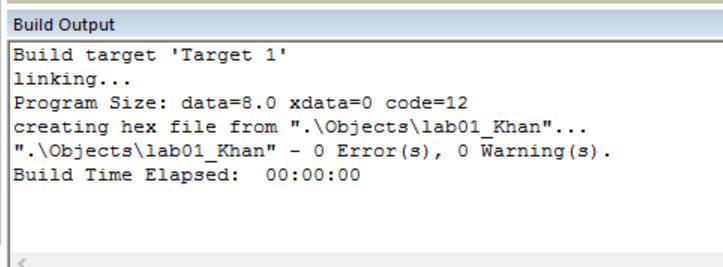 Build Output
Build target 'Target 1'
linking...
Program Size: data=8.0 xdata=0 code=12
creating hex file from ".\Objects\lab01_Khan"...
".\Objects\lab01_Khan" - 0 Error(s), 0 Warning(s).
Build Time Elapsed:  00:00:00